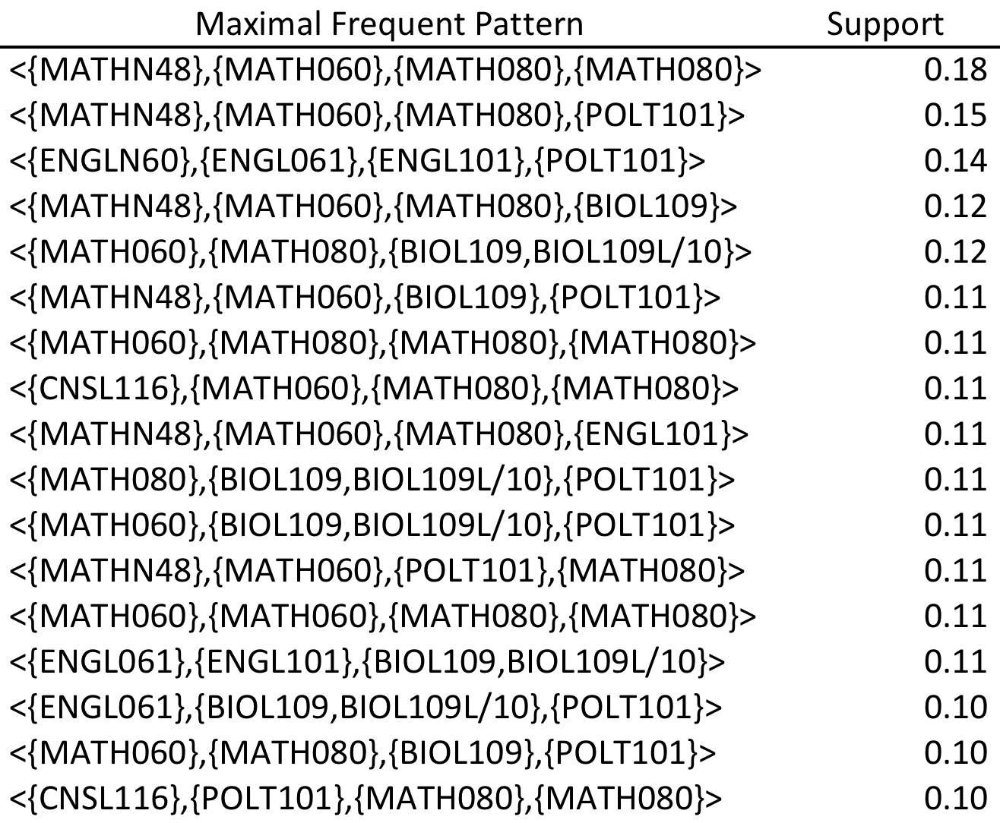 Maximal Frequent Pattern Support
<{MATHN48},{MATH060},{MATH080},{MATH080}> 0.18
<{MATHN48},{MATH060},{MATH080},{POLT101}> 0.15
<{ENGLN60},{ENGL061},{ENGL101},{POLT101}> 0.14
<{MATHN48},{MATH060},{MATH080},{BIOL109}> 0.12
<{MATH060},{MATH080},{BIOL109,BIOL109L/10}> 0.12
<{MATHN48},{MATH060},{BIOL109},{POLT101}> 0.11
<{MATH060},{MATH080},{MATH080},{MATH080}> 0.11
<{CNSL116},{MATH060},{MATH080},{MATH080}> 0.11
<{MATHN48},{MATH060},{MATH080},{ENGL101}> 0.11
<{MATH080},{BIOL109,BIOL109L/10},{POLT101}> 0.11
<{MATH060},{BIOL109,BIOL109L/10},{POLT101}> 0.11
<{MATHN48},{MATH060},{POLT101},{MATH080}> 0.11
<{MATH060},{MATH060},{MATH080},{MATH080}> 0.11
<{ENGL061},{ENGL101},{BIOL109,BIOL109L/10}> 0.11
<{ENGL061},{BIOL109,BIOL109L/10},{POLT101}> 0.10
<{MATH060},{MATH080},{BIOL109},{POLT101}> 0.10
<{CNSL116},{POLT101},{MATH080},{MATH080}> 0.10